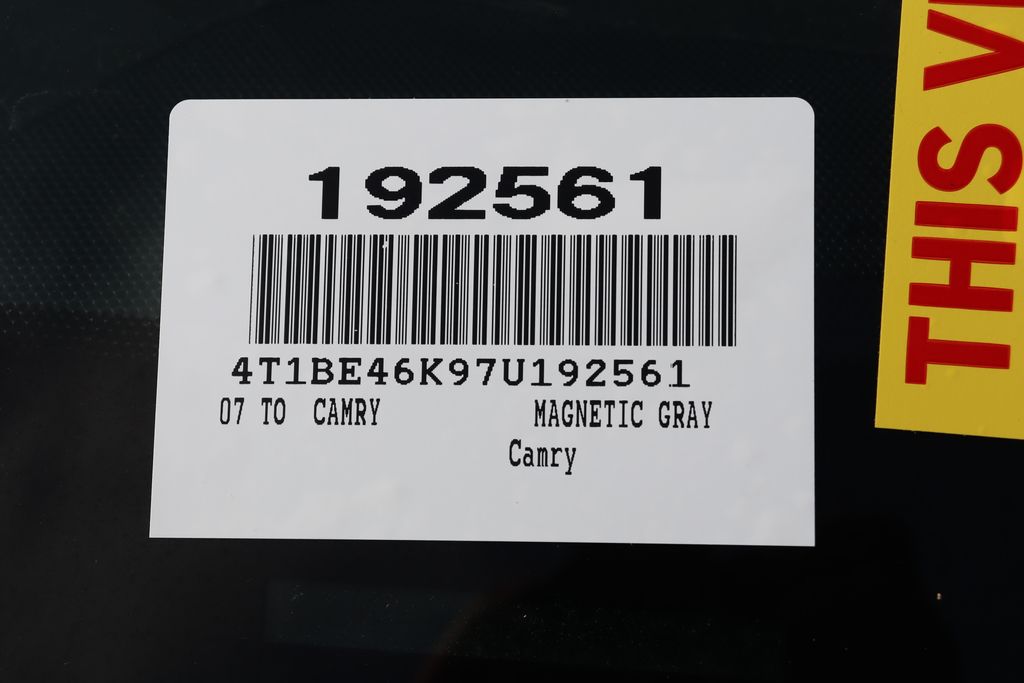 192561
4T1BE46K97U192561
07 TO CAMRY MAGNETIC GRAY
Camry
THIS